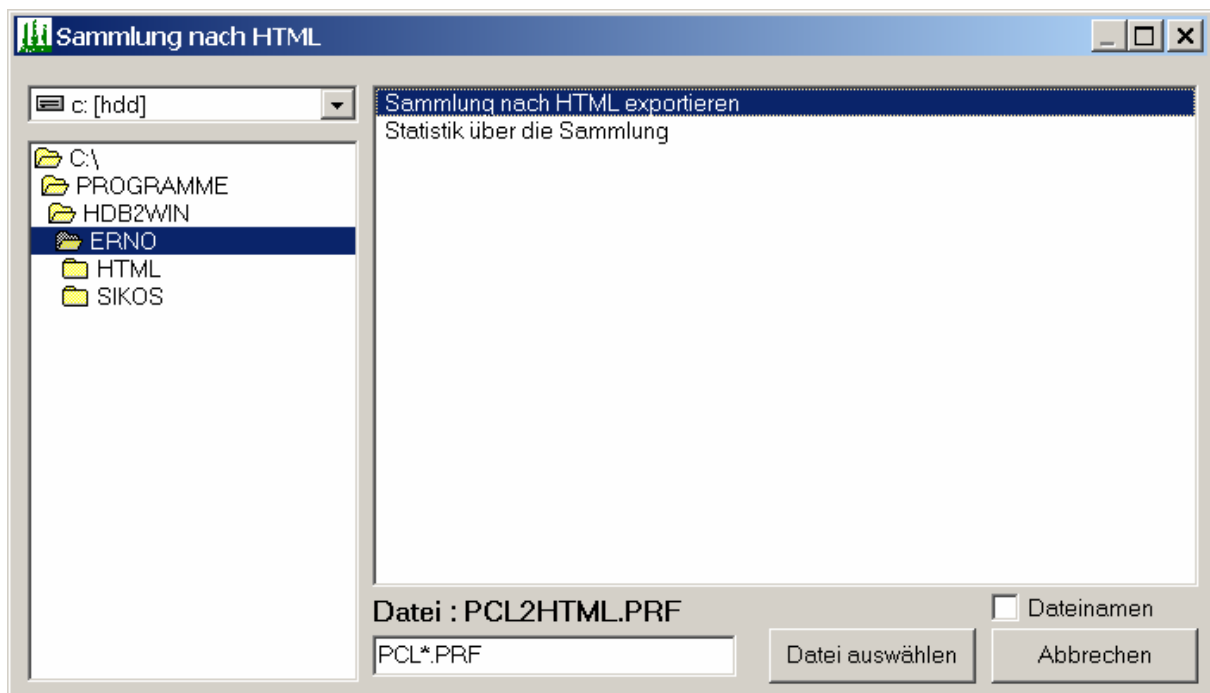 Sammlung nach HTML
c: [hdd]
C:\
PROGRAMME
HDB2WIN
ERNO
HTML
SIKOS
Sammlung nach HTML exportieren
Statistik über die Sammlung
Datei : PCL2HTML.PRF
Dateinamen
PCL*.PRF
Datei auswählen
Abbrechen